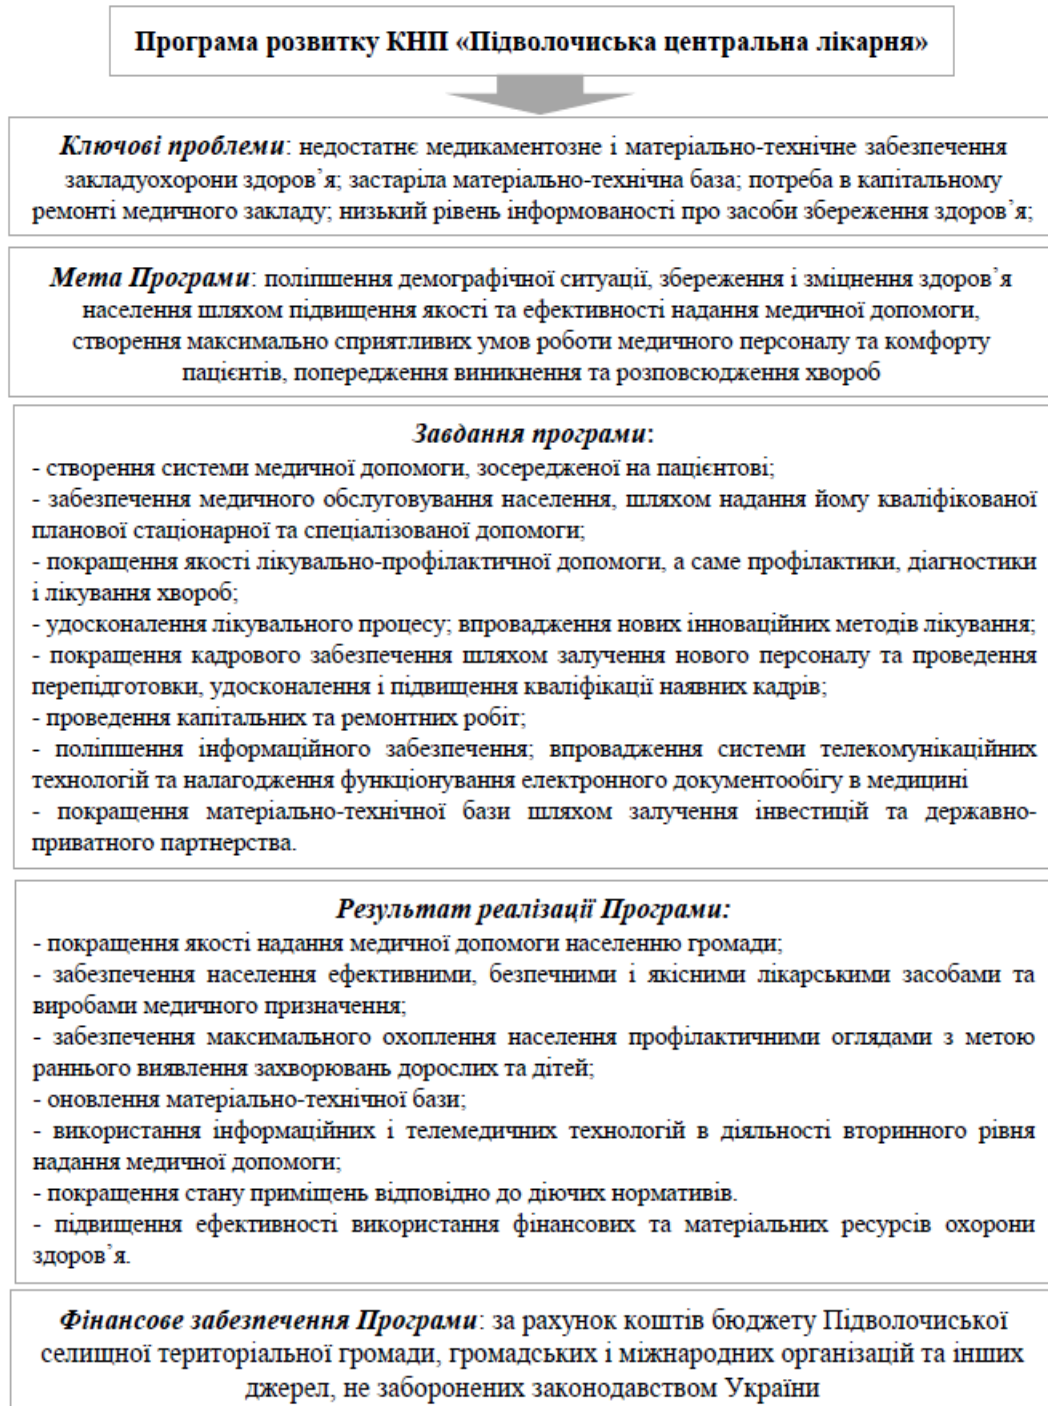 Програма розвитку КНП «Підволочиська центральна лікарня»
Ключові проблеми: недостатнє медикаментозне і матеріально-технічне забезпечення
закладуохорони здоров’я; застаріла матеріально-технічна база; потреба в капітальному
ремонті медичного закладу; низький рівень інформованості про засоби збереження здоров’я;
Мета Програми: поліпшення демографічної ситуації, збереження і зміцнення здоров’я
населення шляхом підвищення якості та ефективності надання медичної допомоги,
створення максимально сприятливих умов роботи медичного персоналу та комфорту
пацієнтів, попередження виникнення та розповсюдження хвороб
Завдання програми:
- створення системи медичної допомоги, зосередженої на пацієнтові;
- забезпечення медичного обслуговування населення, шляхом надання йому кваліфікованої
планової стаціонарної та спеціалізованої допомоги;
- покращення якості лікувально-профілактичної допомоги, а саме профілактики, діагностики
і лікування хвороб;
- удосконалення лікувального процесу; впровадження нових інноваційних методів лікування;
- покращення кадрового забезпечення шляхом залучення нового персоналу та проведення
перепідготовки, удосконалення і підвищення кваліфікації наявних кадрів;
- проведення капітальних та ремонтних робіт;
- поліпшення інформаційного забезпечення; впровадження системи телекомунікаційних
технологій та налагодження функціонування електронного документообігу в медицині
- покращення матеріально-технічної бази шляхом залучення інвестицій та державно-
приватного партнерства.
Результат реалізації Програми:
- покращення якості надання медичної допомоги населенню громади;
- забезпечення населення ефективними, безпечними і якісними лікарськими засобами та
виробами медичного призначення;
- забезпечення максимального охоплення населення профілактичними оглядами з метою
раннього виявлення захворювань дорослих та дітей;
- оновлення матеріально-технічної бази;
- використання інформаційних і телемедичних технологій в діяльності вторинного рівня
надання медичної допомоги;
- покращення стану приміщень відповідно до діючих нормативів.
- підвищення ефективності використання фінансових та матеріальних ресурсів охорони
здоров’я.
Фінансове забезпечення Програми: за рахунок коштів бюджету Підволочиської
селищної територіальної громади, громадських і міжнародних організацій та інших
джерел, не заборонених законодавством України